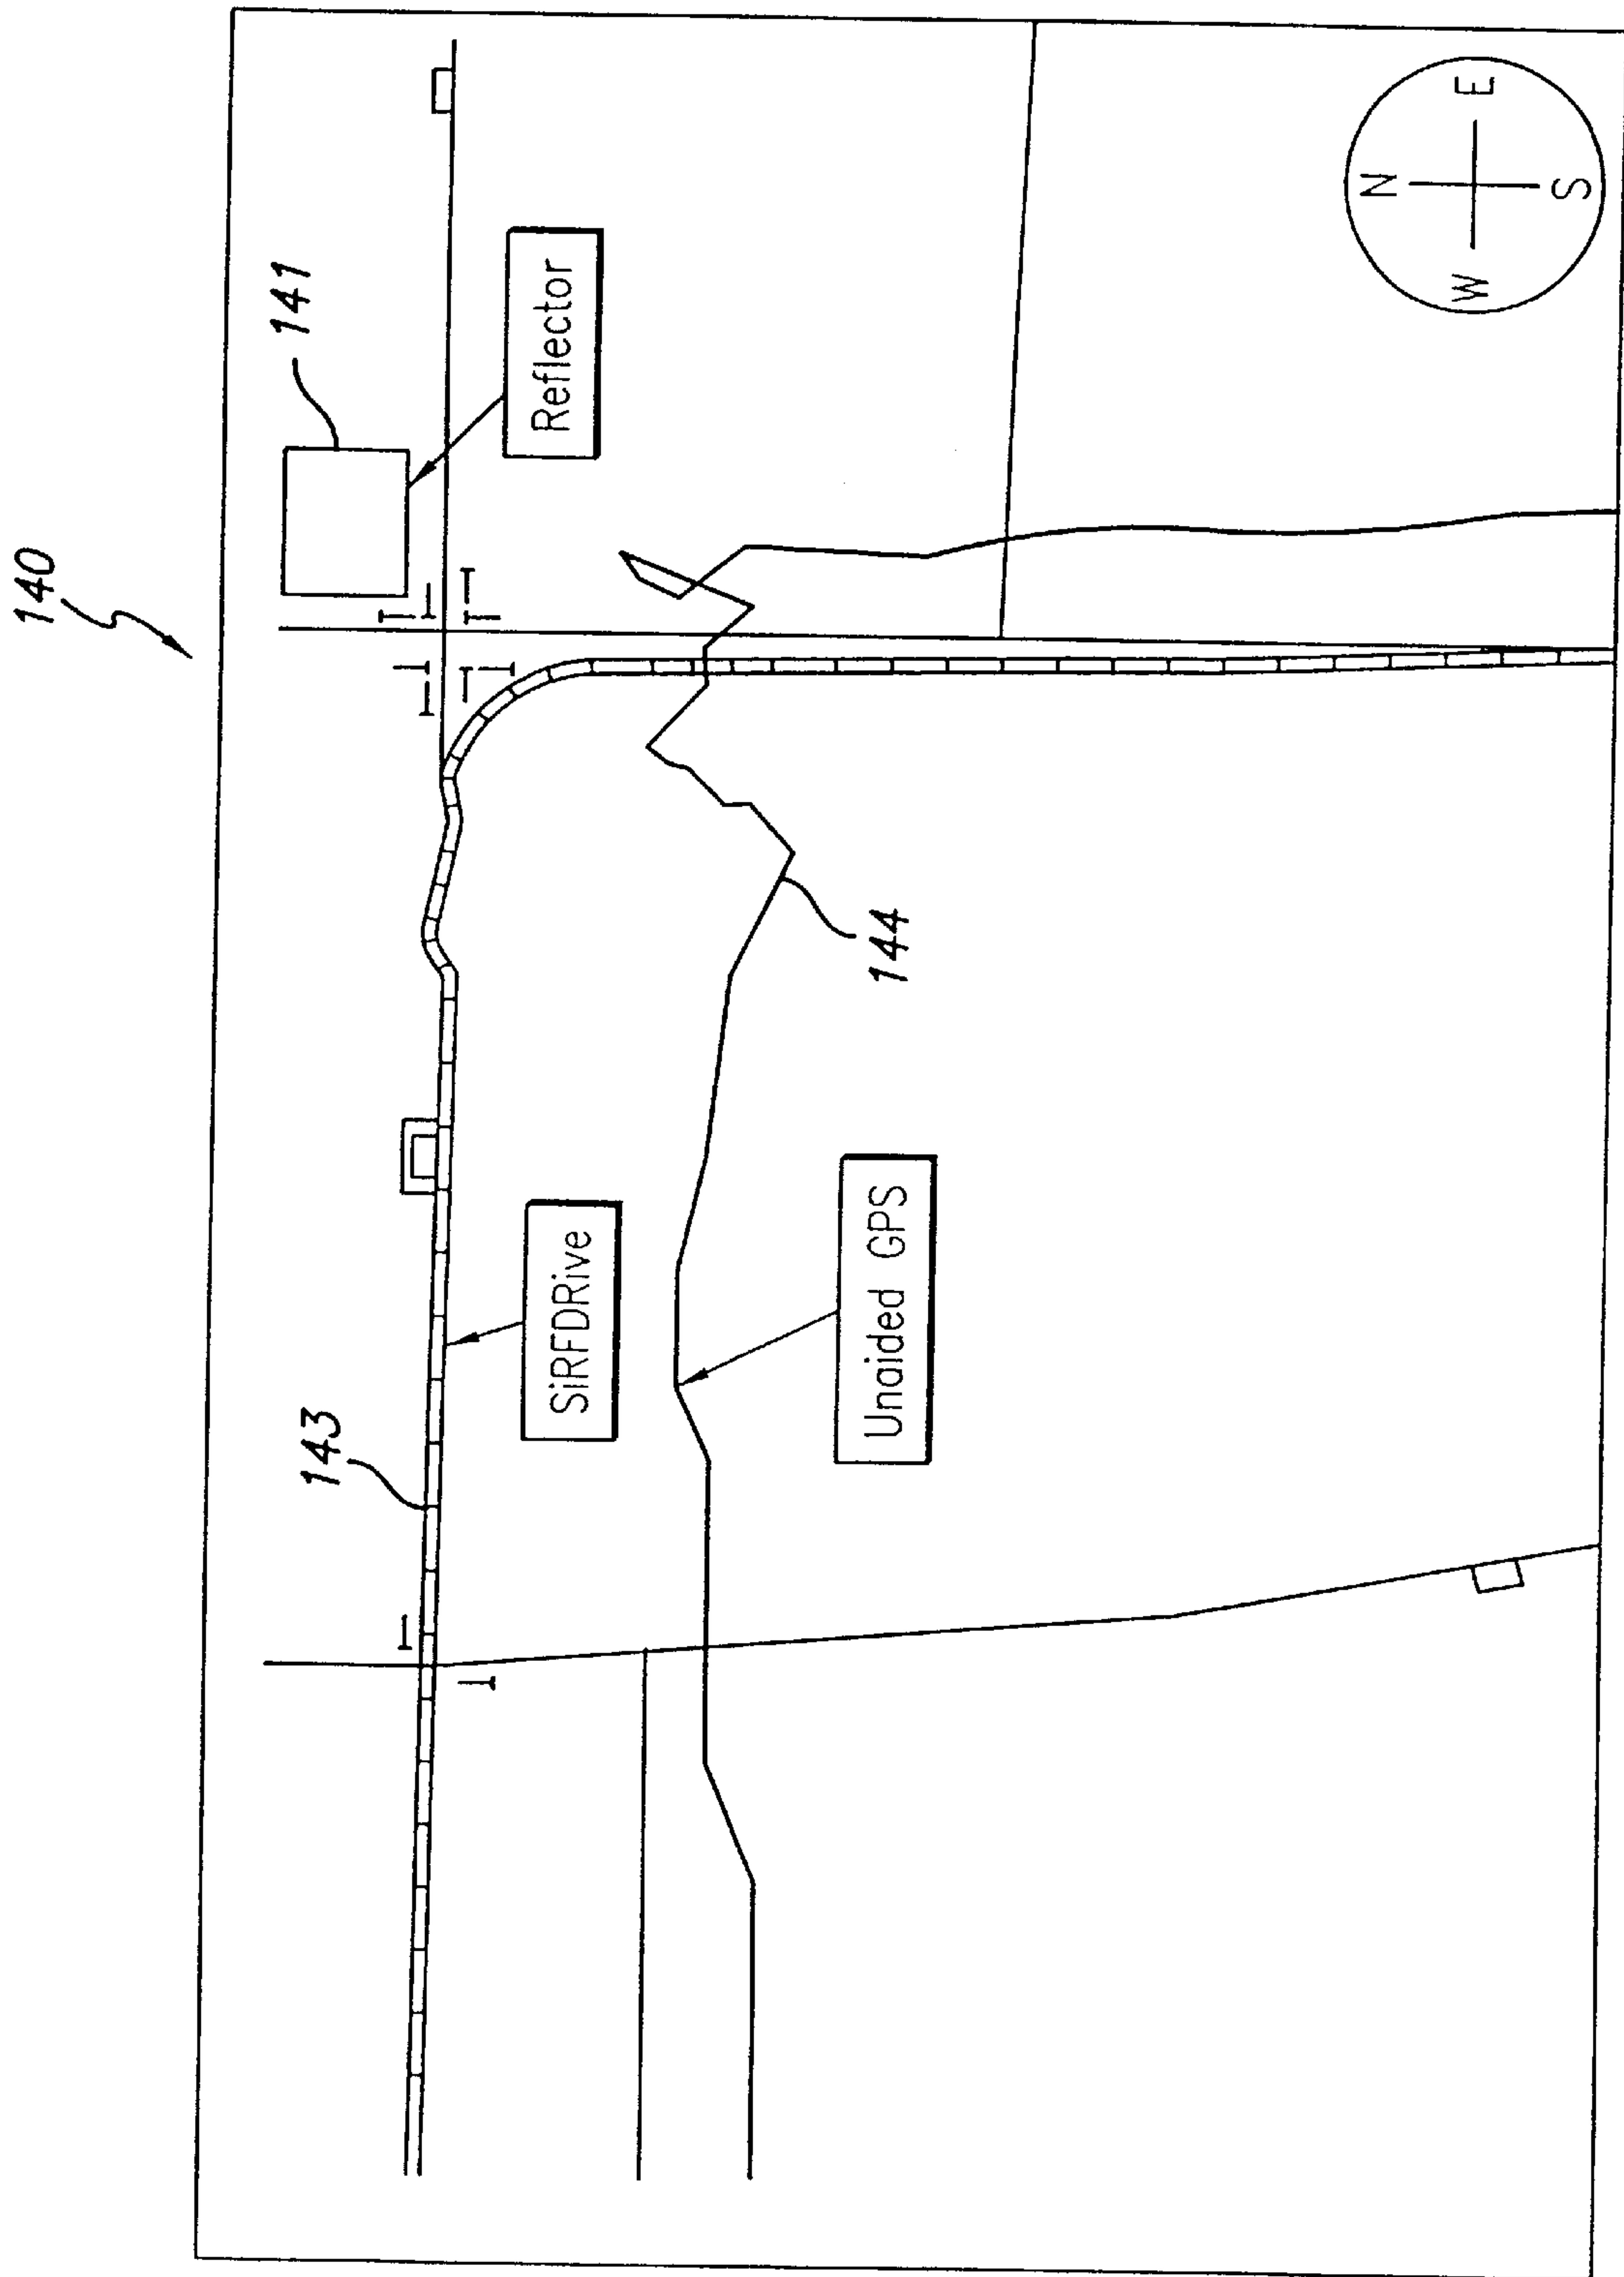 140
141
Reflector
143
SiRFDRive
144
Unaided GPS
N
W
E
S